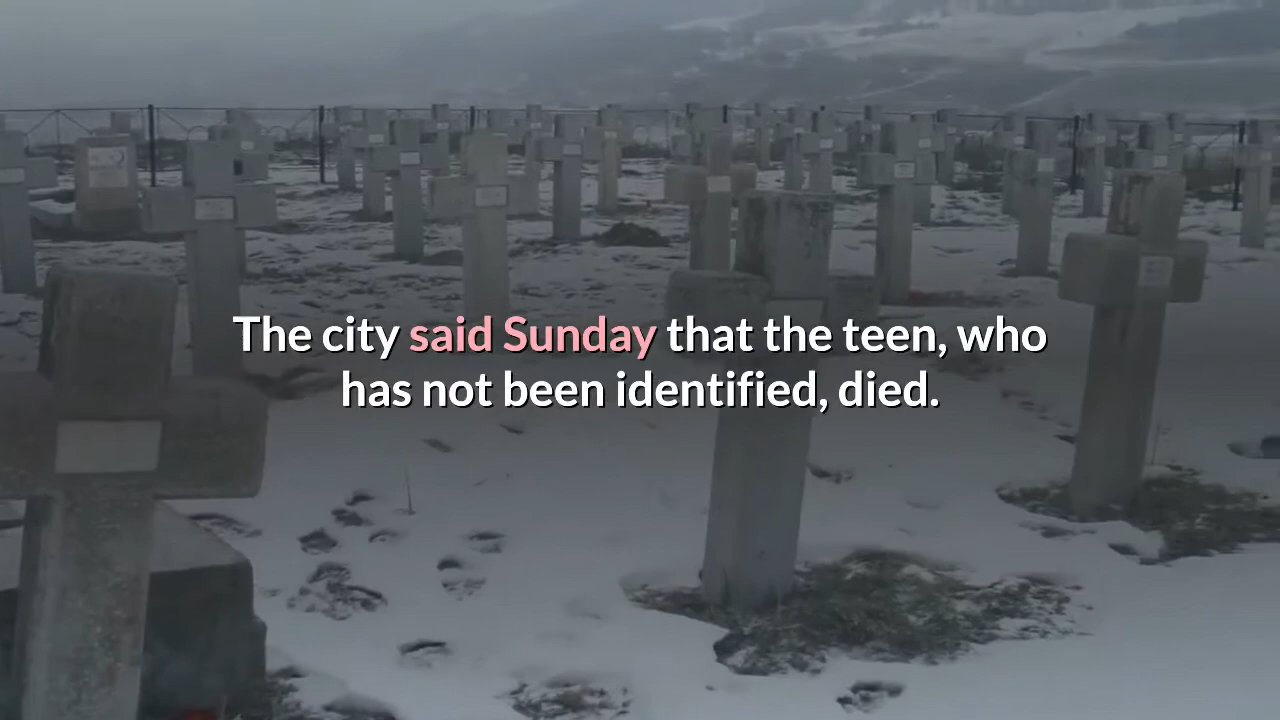 The city said Sunday that the teen, who
has not been identified, died.